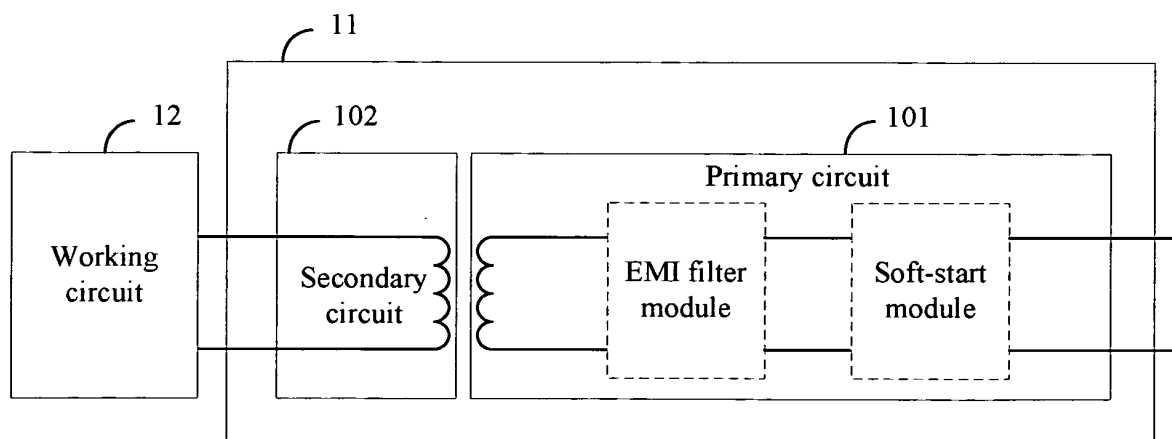 11
12
102
101
Primary circuit
Working
circuit
Secondary
circuit
EMI filter
module
Soft-start
module